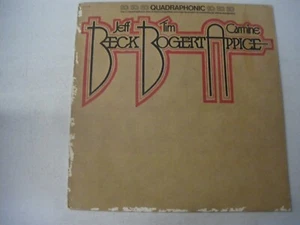 QUADRAPHONIC
Jeff Tim Carmine
BECK BOGERT APPICE